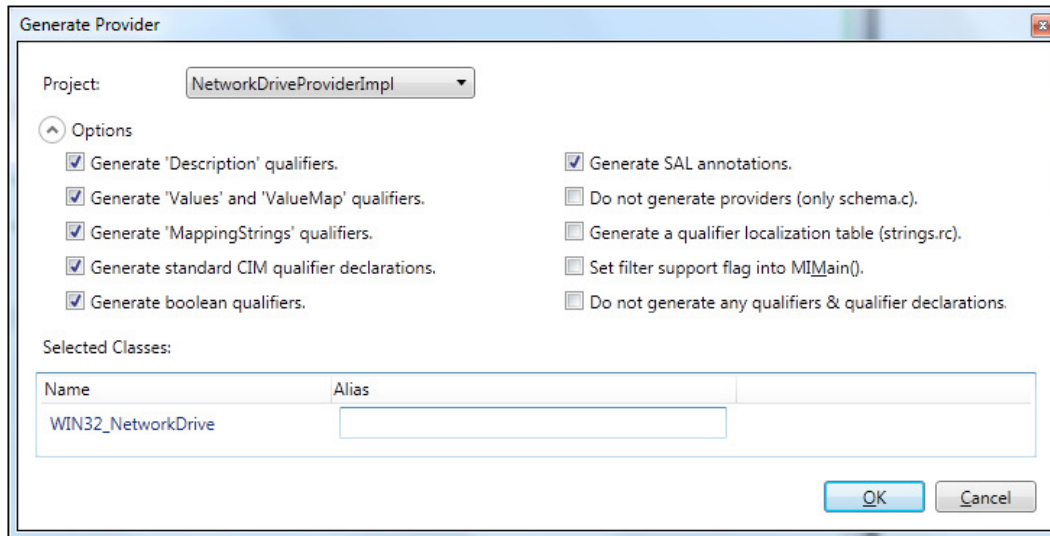 Generate Provider
Project: NetworkDriveProviderImpl
Options
Generate 'Description' qualifiers. Generate SAL annotations.
Generate 'Values' and 'ValueMap' qualifiers. Do not generate providers (only schema.c).
Generate 'MappingStrings' qualifiers. Generate a qualifier localization table (strings.rc).
Generate standard CIM qualifier declarations. Set filter support flag into MIMain().
Generate boolean qualifiers. Do not generate any qualifiers & qualifier declarations.
Selected Classes:
Name Alias
WIN32_NetworkDrive
OK Cancel